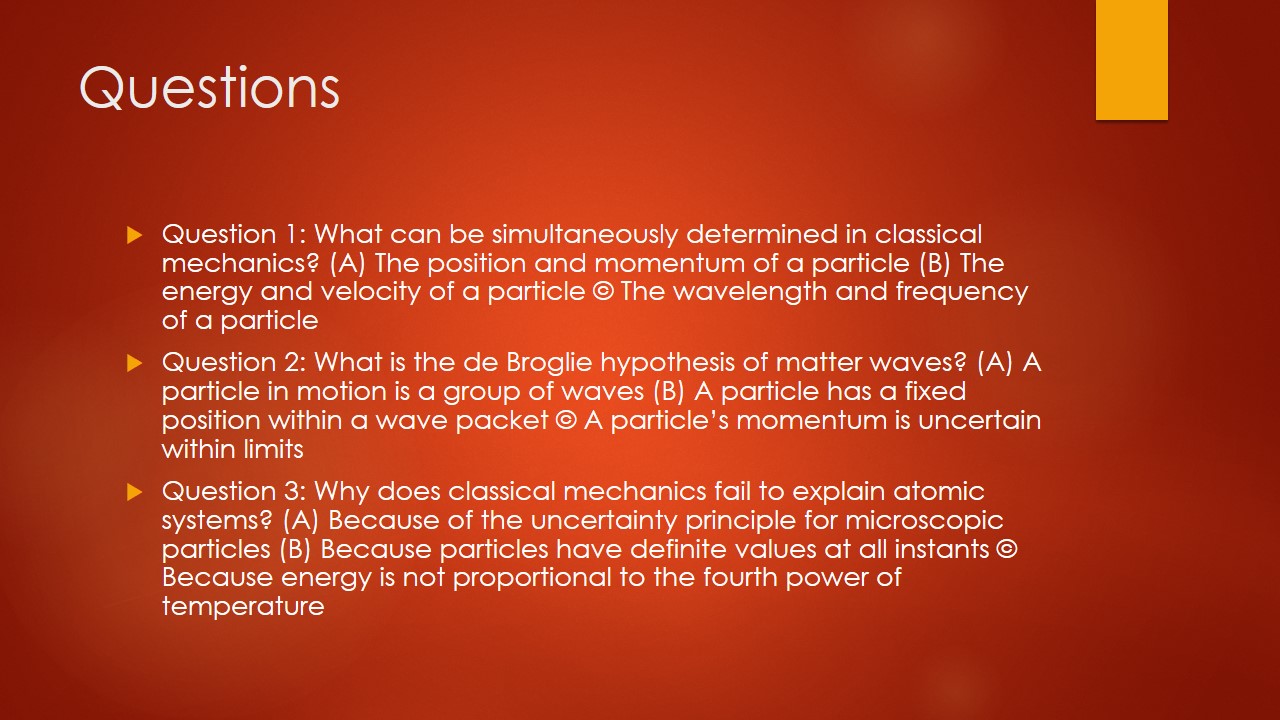 Questions
Question 1: What can be simultaneously determined in classical
mechanics? (A) The position and momentum of a particle (B) The
energy and velocity of a particle © The wavelength and frequency
of a particle
Question 2: What is the de Broglie hypothesis of matter waves? (A) A
particle in motion is a group of waves (B) A particle has a fixed
position within a wave packet © A particle’s momentum is uncertain
within limits
Question 3: Why does classical mechanics fail to explain atomic
systems? (A) Because of the uncertainty principle for microscopic
particles (B) Because particles have definite values at all instants ©
Because energy is not proportional to the fourth power of
temperature